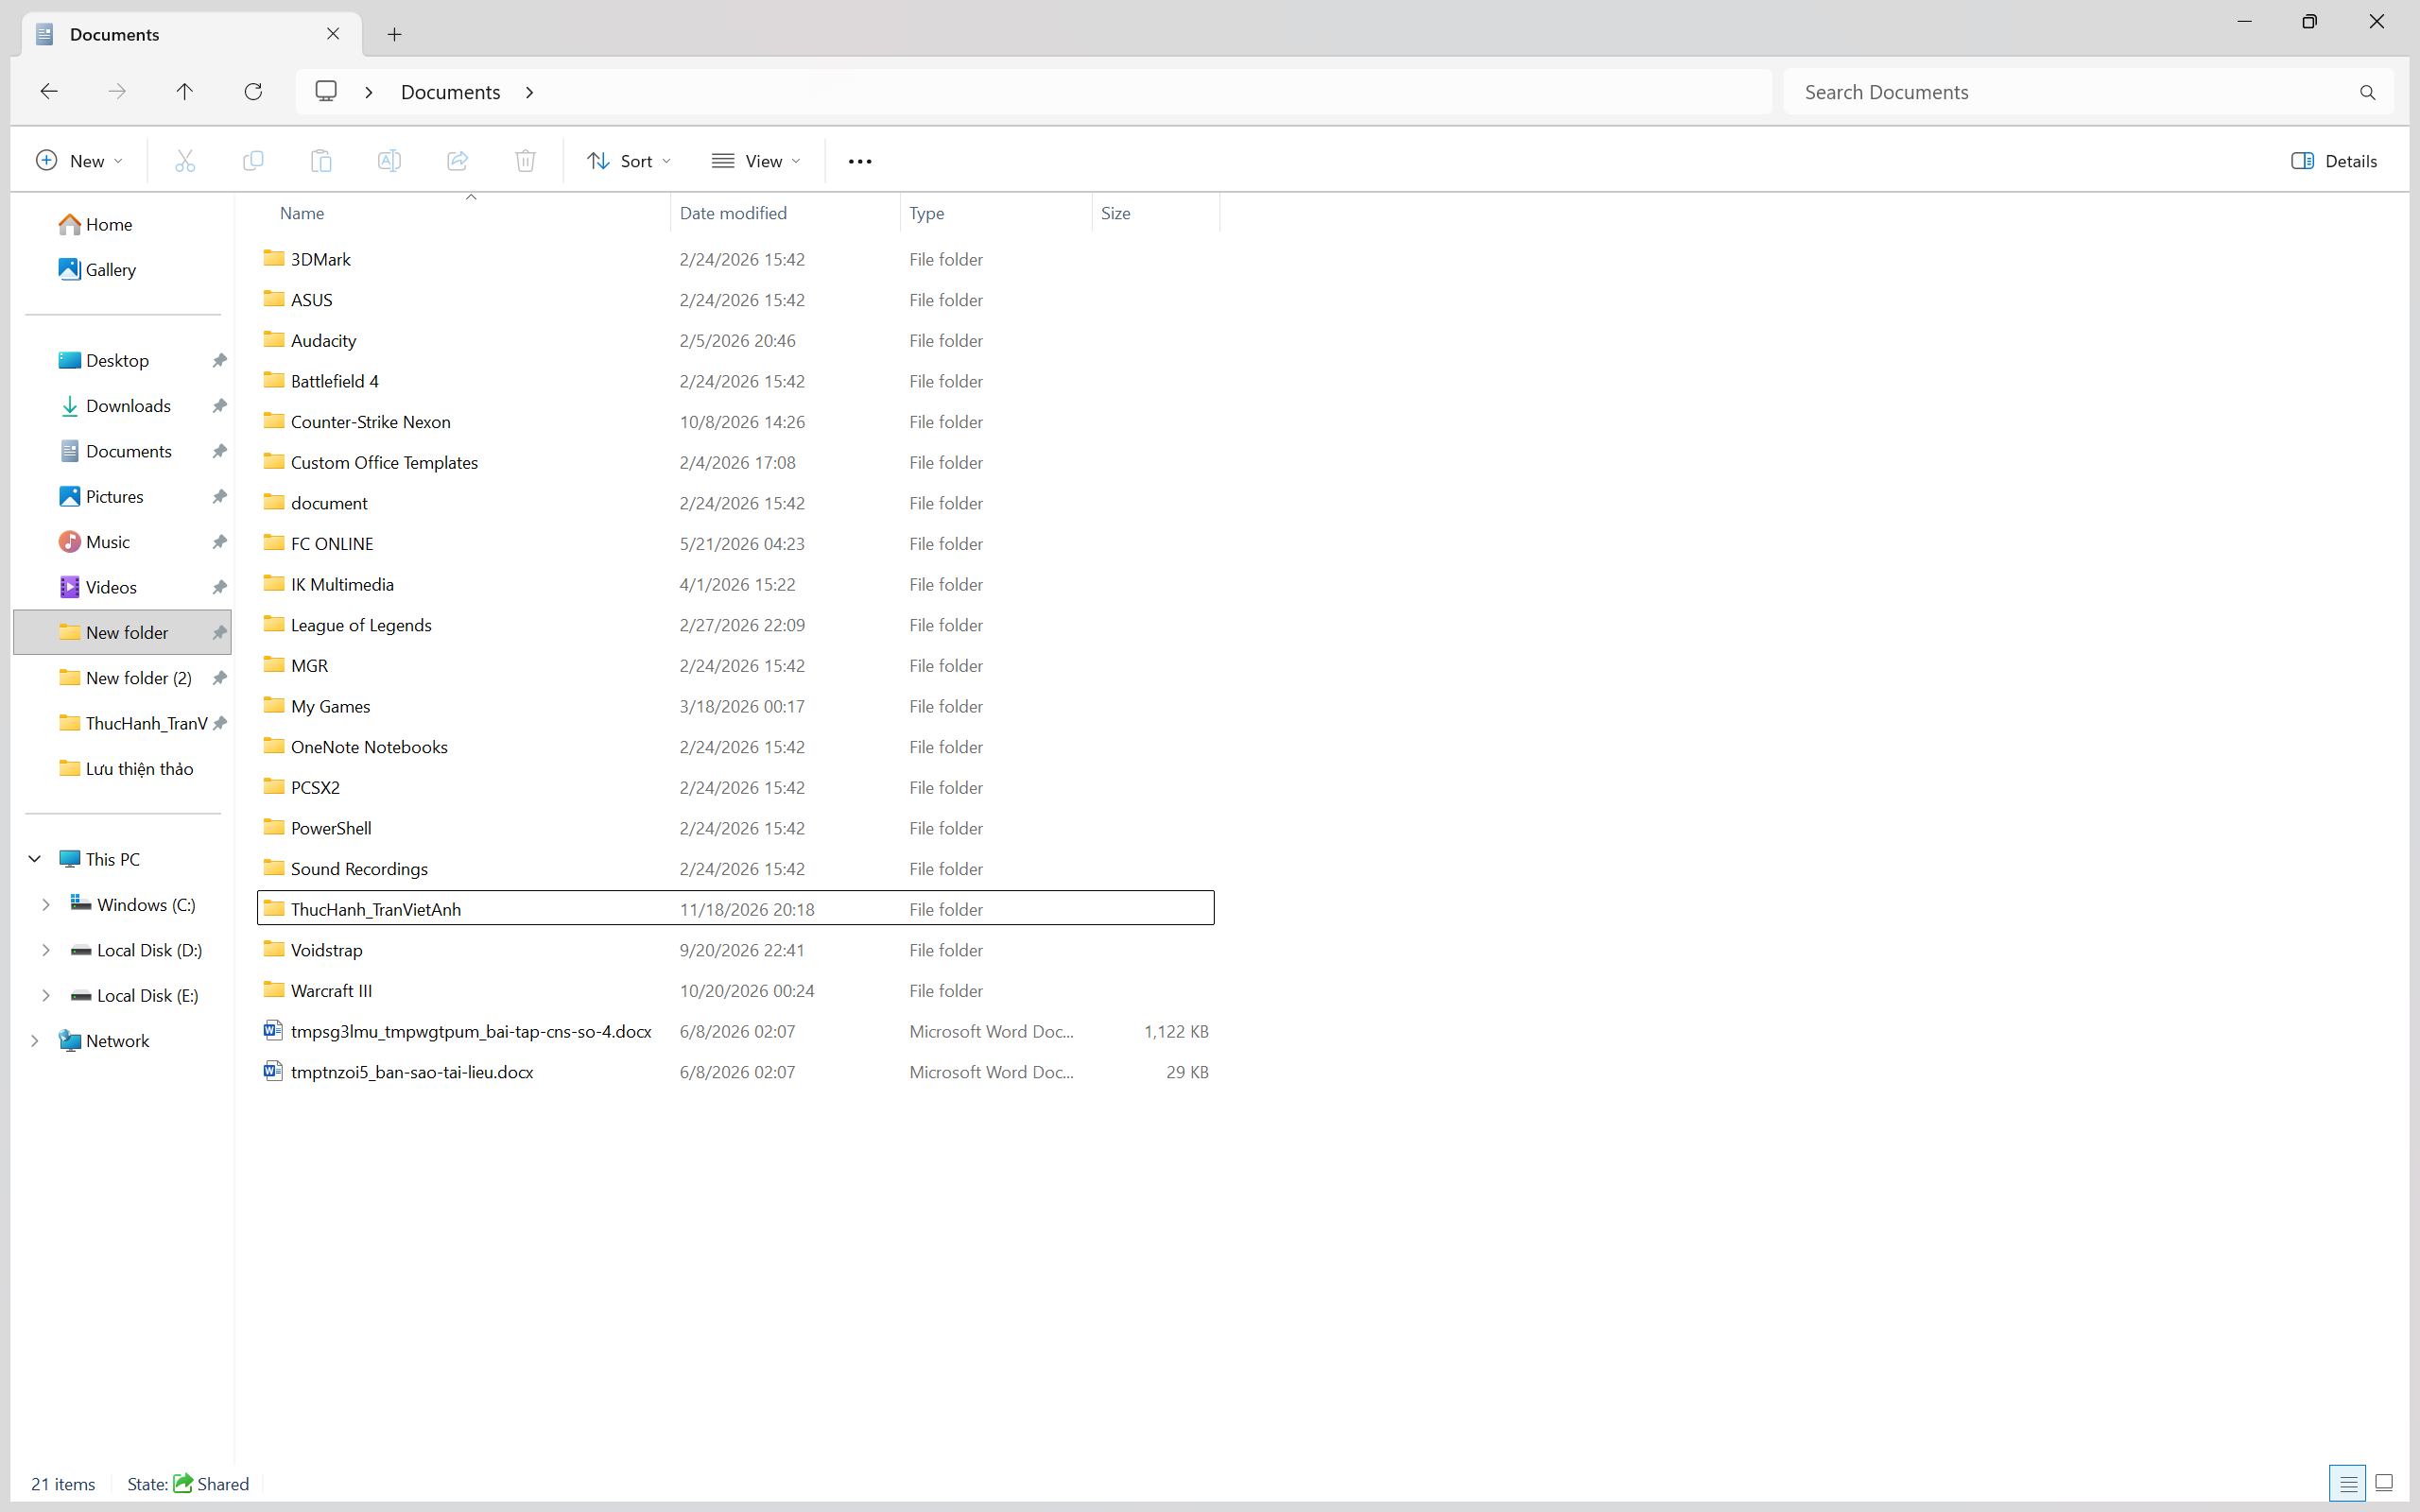 Documents
Documents
Search Documents
New
Sort
View
Details
Name Date modified Type Size
Home
Gallery
Desktop
Downloads
Documents
Pictures
Music
Videos
New folder
New folder (2)
ThucHanh_TranV
Lưu thiện thảo
This PC
Windows (C:)
Local Disk (D:)
Local Disk (E:)
Network
3DMark 2/24/2026 15:42 File folder
ASUS 2/24/2026 15:42 File folder
Audacity 2/5/2026 20:46 File folder
Battlefield 4 2/24/2026 15:42 File folder
Counter-Strike Nexon 10/8/2026 14:26 File folder
Custom Office Templates 2/4/2026 17:08 File folder
document 2/24/2026 15:42 File folder
FC ONLINE 5/21/2026 04:23 File folder
IK Multimedia 4/1/2026 15:22 File folder
League of Legends 2/27/2026 22:09 File folder
MGR 2/24/2026 15:42 File folder
My Games 3/18/2026 00:17 File folder
OneNote Notebooks 2/24/2026 15:42 File folder
PCSX2 2/24/2026 15:42 File folder
PowerShell 2/24/2026 15:42 File folder
Sound Recordings 2/24/2026 15:42 File folder
ThucHanh_TranVietAnh 11/18/2026 20:18 File folder
Voidstrap 9/20/2026 22:41 File folder
Warcraft III 10/20/2026 00:24 File folder
tmpsg3lmu_tmpwgtpum_bai-tap-cns-so-4.docx 6/8/2026 02:07 Microsoft Word Doc... 1,122 KB
tmptnzoi5_ban-sao-tai-lieu.docx 6/8/2026 02:07 Microsoft Word Doc... 29 KB
21 items State: Shared